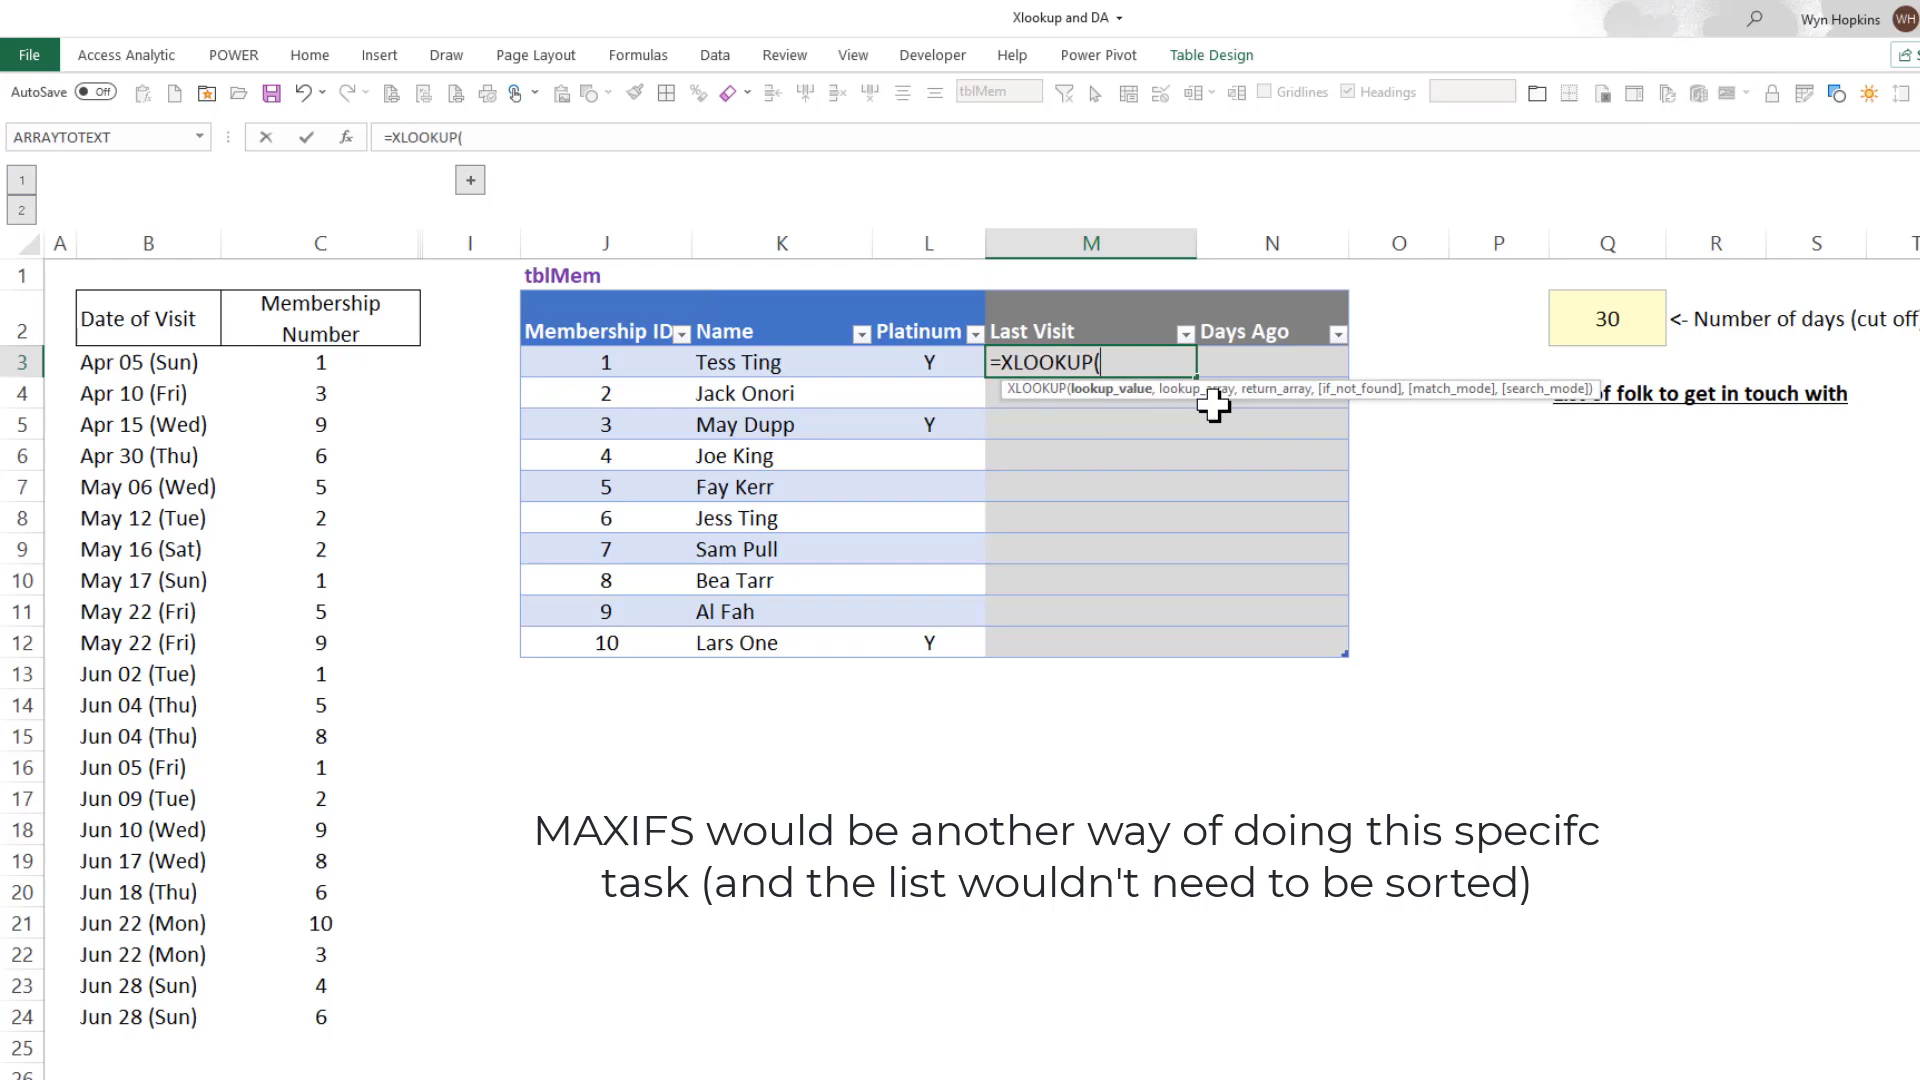 Xlookup and DA
Wyn Hopkins WH
File Access Analytic POWER Home Insert Draw Page Layout Formulas Data Review View Developer Help Power Pivot Table Design
AutoSave Off tblMem Gridlines Headings
ARRAYTOTEXT fx =XLOOKUP(
1
2
A B C I J K L M N O P Q R S T
1 tblMem
2 Date of Visit Membership Number Membership ID Name Platinum Last Visit Days Ago 30 <- Number of days (cut off)
3 Apr 05 (Sun) 1 1 Tess Ting Y =XLOOKUP(
XLOOKUP(lookup_value, lookup_array, return_array, [if_not_found], [match_mode], [search_mode])
4 Apr 10 (Fri) 3 2 Jack Onori of folk to get in touch with
5 Apr 15 (Wed) 9 3 May Dupp Y
6 Apr 30 (Thu) 6 4 Joe King
7 May 06 (Wed) 5 5 Fay Kerr
8 May 12 (Tue) 2 6 Jess Ting
9 May 16 (Sat) 2 7 Sam Pull
10 May 17 (Sun) 1 8 Bea Tarr
11 May 22 (Fri) 5 9 Al Fah
12 May 22 (Fri) 9 10 Lars One Y
13 Jun 02 (Tue) 1
14 Jun 04 (Thu) 5
15 Jun 04 (Thu) 8
16 Jun 05 (Fri) 1
17 Jun 09 (Tue) 2
18 Jun 10 (Wed) 9
19 Jun 17 (Wed) 8
20 Jun 18 (Thu) 6
21 Jun 22 (Mon) 10
22 Jun 22 (Mon) 3
23 Jun 28 (Sun) 4
24 Jun 28 (Sun) 6
25
26
MAXIFS would be another way of doing this specifc
task (and the list wouldn't need to be sorted)